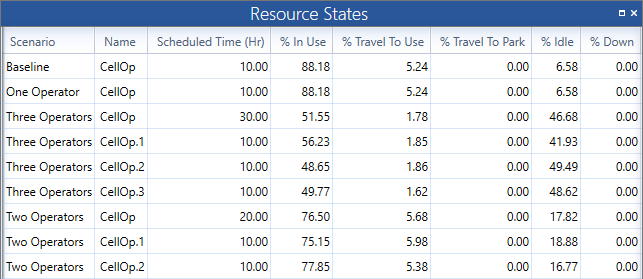 Resource States
Scenario Name Scheduled Time (Hr) % In Use % Travel To Use % Travel To Park % Idle % Down
Baseline CellOp 10.00 88.18 5.24 0.00 6.58 0.00
One Operator CellOp 10.00 88.18 5.24 0.00 6.58 0.00
Three Operators CellOp 30.00 51.55 1.78 0.00 46.68 0.00
Three Operators CellOp.1 10.00 56.23 1.85 0.00 41.93 0.00
Three Operators CellOp.2 10.00 48.65 1.86 0.00 49.49 0.00
Three Operators CellOp.3 10.00 49.77 1.62 0.00 48.62 0.00
Two Operators CellOp 20.00 76.50 5.68 0.00 17.82 0.00
Two Operators CellOp.1 10.00 75.15 5.98 0.00 18.88 0.00
Two Operators CellOp.2 10.00 77.85 5.38 0.00 16.77 0.00